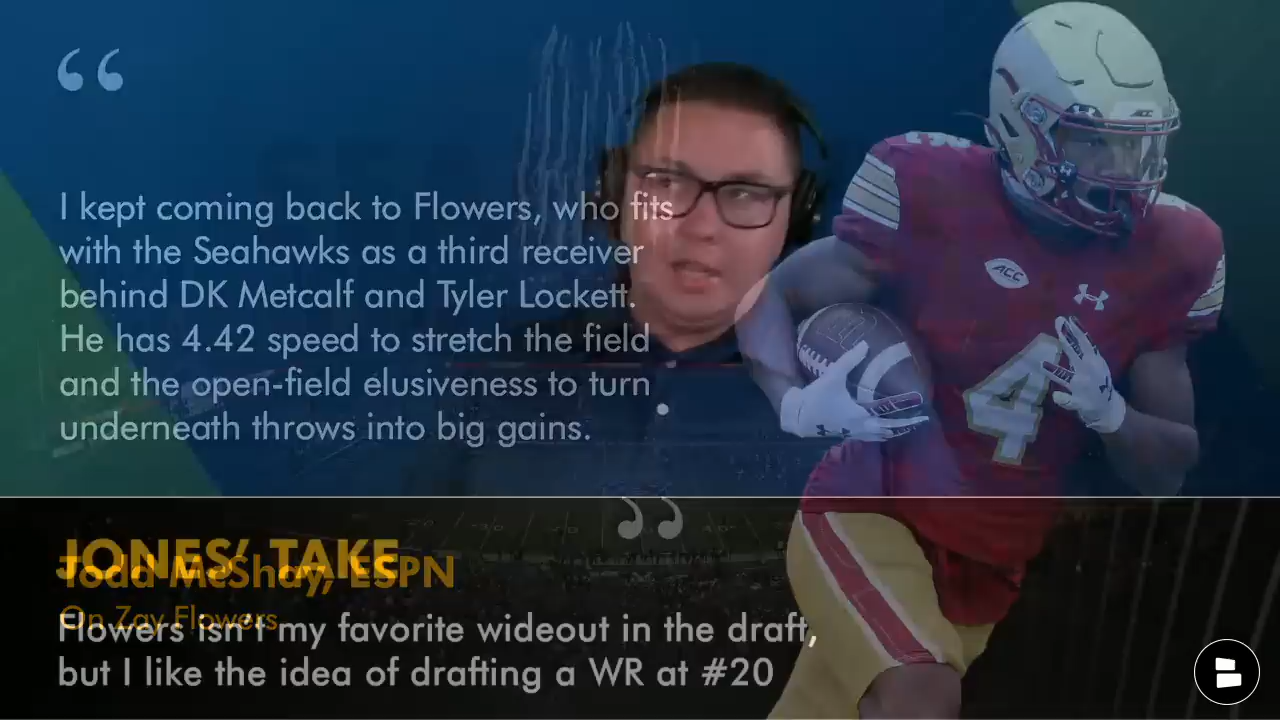 “
I kept coming back to Flowers, who fits
with the Seahawks as a third receiver
behind DK Metcalf and Tyler Lockett.
He has 4.42 speed to stretch the field
and the open-field elusiveness to turn
underneath throws into big gains.
”
JONES' TAKE
Todd McShay, ESPN
On Zay Flowers
Flowers isn't my favorite wideout in the draft,
but I like the idea of drafting a WR at #20
ACC
4